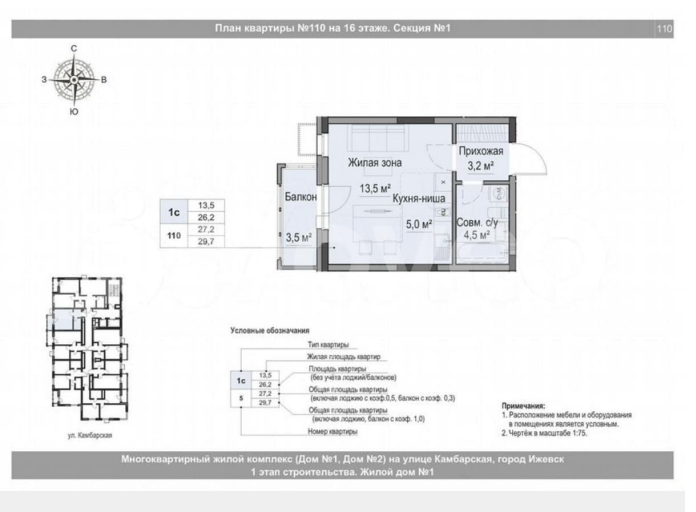 План квартиры №110 на 16 этаже. Секция №1
110
С
З
В
Ю
Жилая зона
13,5 м²
Прихожая
3,2 м²
Балкон
3,5 м²
Кухня-ниша
5,0 м²
Совм. с/у
4,5 м²
1с
13,5
26,2
110
27,2
29,7
ул. Камбарская
Условные обозначания
Тип квартиры
Жилая площадь квартир
Площадь квартиры
(без учёта лоджий/балконов)
Общая площадь квартиры
(включая лоджию с коэф.0,5, балкон с коэф. 0,3)
Общая площадь квартиры
(включая лоджию, балкон с коэф. 1,0)
Номер квартиры
1с
13,5
26,2
5
27,2
29,7
Примечания:
1. Расположение мебели и оборудования
в помещениях является условным.
2. Чертёж в масштабе 1:75.
Многоквартирный жилой комплекс (Дом №1, Дом №2) на улице Камбарская, город Ижевск
1 этап строительства. Жилой дом №1